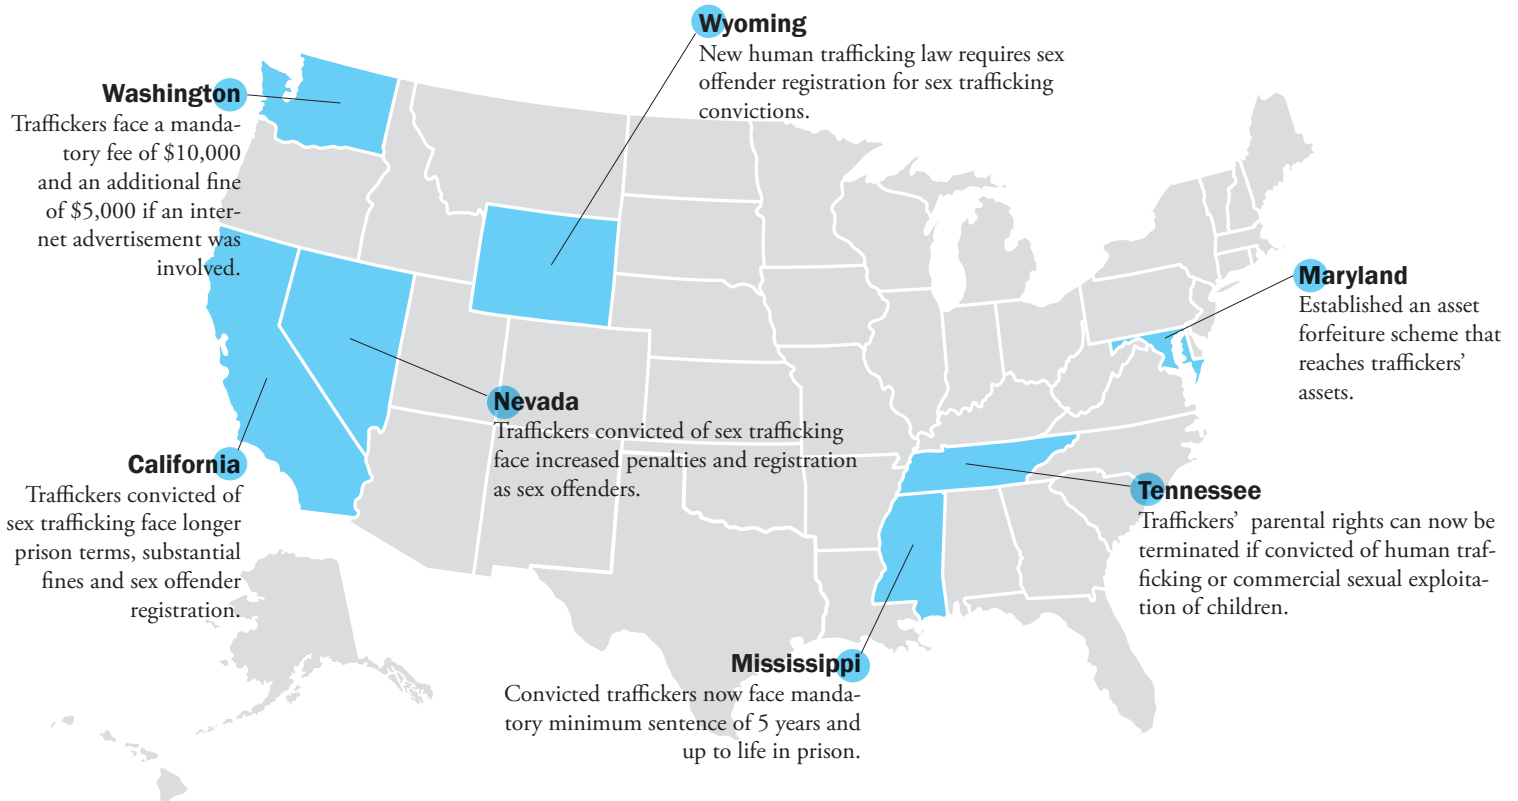 Wyoming
New human trafficking law requires sex
offender registration for sex trafficking
convictions.
Washington
Traffickers face a manda-
tory fee of $10,000
and an additional fine
of $5,000 if an inter-
net advertisement was
involved.
Maryland
Established an asset
forfeiture scheme that
reaches traffickers’
assets.
Nevada
Traffickers convicted of sex trafficking
face increased penalties and registration
as sex offenders.
California
Traffickers convicted of
sex trafficking face longer
prison terms, substantial
fines and sex offender
registration.
Tennessee
Traffickers’ parental rights can now be
terminated if convicted of human traf-
ficking or commercial sexual exploita-
tion of children.
Mississippi
Convicted traffickers now face manda-
tory minimum sentence of 5 years and
up to life in prison.